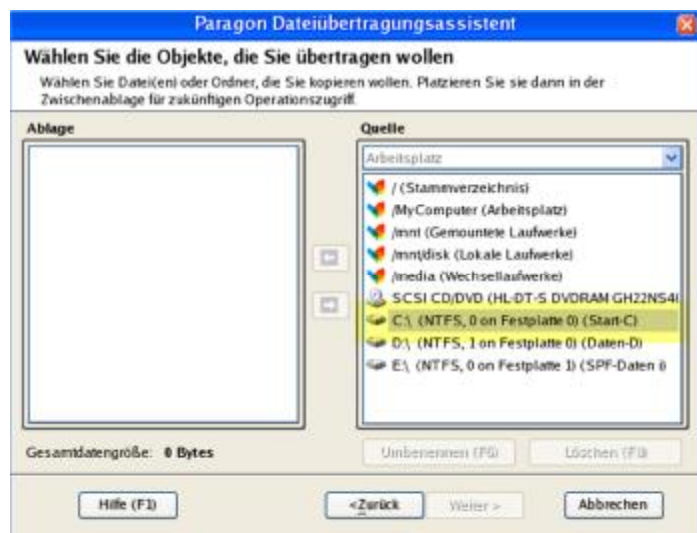 Paragon Dateiübertragungsassistent
Wählen Sie die Objekte, die Sie übertragen wollen
Wählen Sie Datei(en) oder Ordner, die Sie kopieren wollen. Platzieren Sie sie dann in der
Zwischenablage für zukünftigen Operationszugriff.
Ablage
Quelle
Arbeitsplatz
/ (Stammverzeichnis)
/MyComputer (Arbeitsplatz)
/mnt (Gemountete Laufwerke)
/mnt/disk (Lokale Laufwerke)
/media (Wechsellaufwerke)
SCSI CD/DVD (HL-DT-S DVDRAM GH22NS4
C:\ (NTFS, 0 on Festplatte 0) (Start-C)
D:\ (NTFS, 1 on Festplatte 0) (Daten-D)
E:\ (NTFS, 0 on Festplatte 1) (SPF-Daten i
Gesamtdatengröße: 0 Bytes
Umbenennen (F6)
Löschen (F8
Hilfe (F1)
<Zurück
Weiter >
Abbrechen